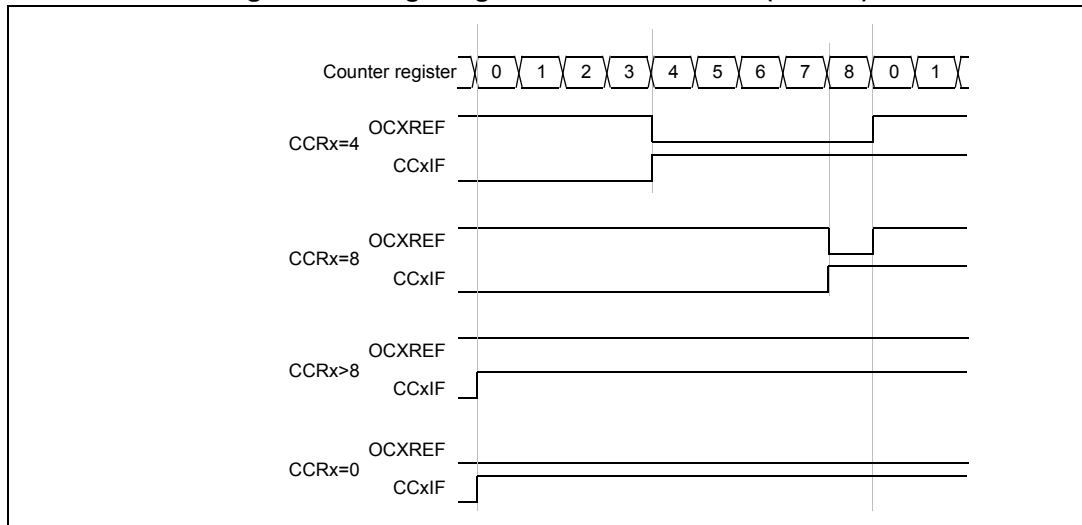 Counter register 0 1 2 3 4 5 6 7 8 0 1
OCXREF
CCRx=4
CCxIF
OCXREF
CCRx=8
CCxIF
OCXREF
CCRx>8
CCxIF
OCXREF
CCRx=0
CCxIF